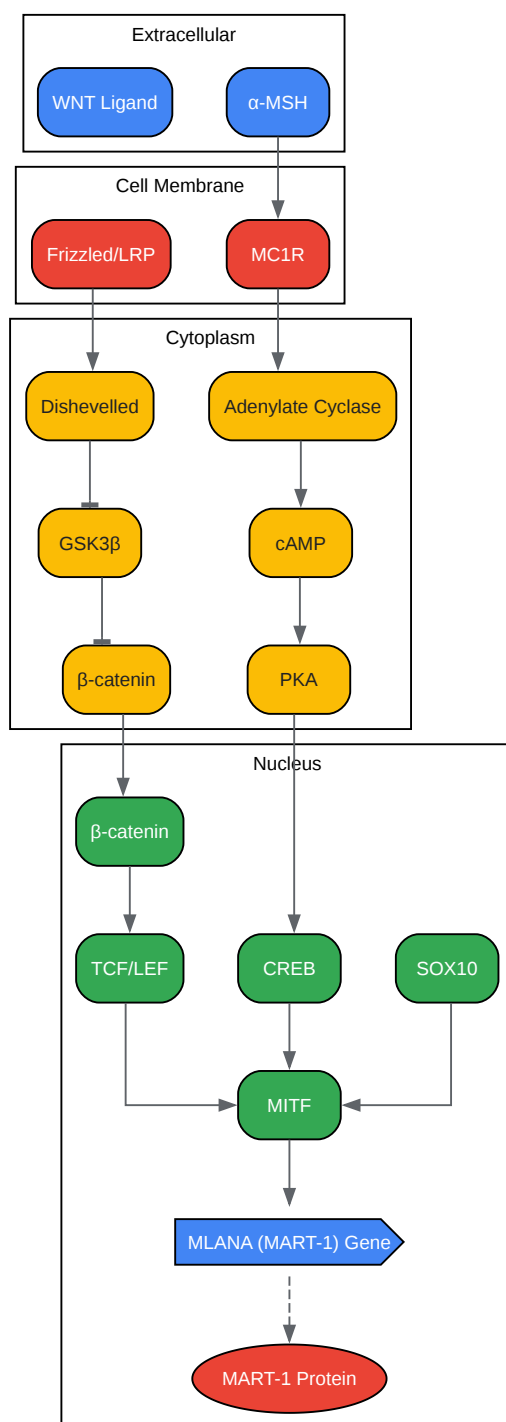 Extracellular
WNT Ligand
α-MSH
Cell Membrane
Frizzled/LRP
MC1R
Cytoplasm
Dishevelled
Adenylate Cyclase
GSK3β
cAMP
β-catenin
PKA
Nucleus
β-catenin
TCF/LEF
CREB
SOX10
MITF
MLANA (MART-1) Gene
MART-1 Protein